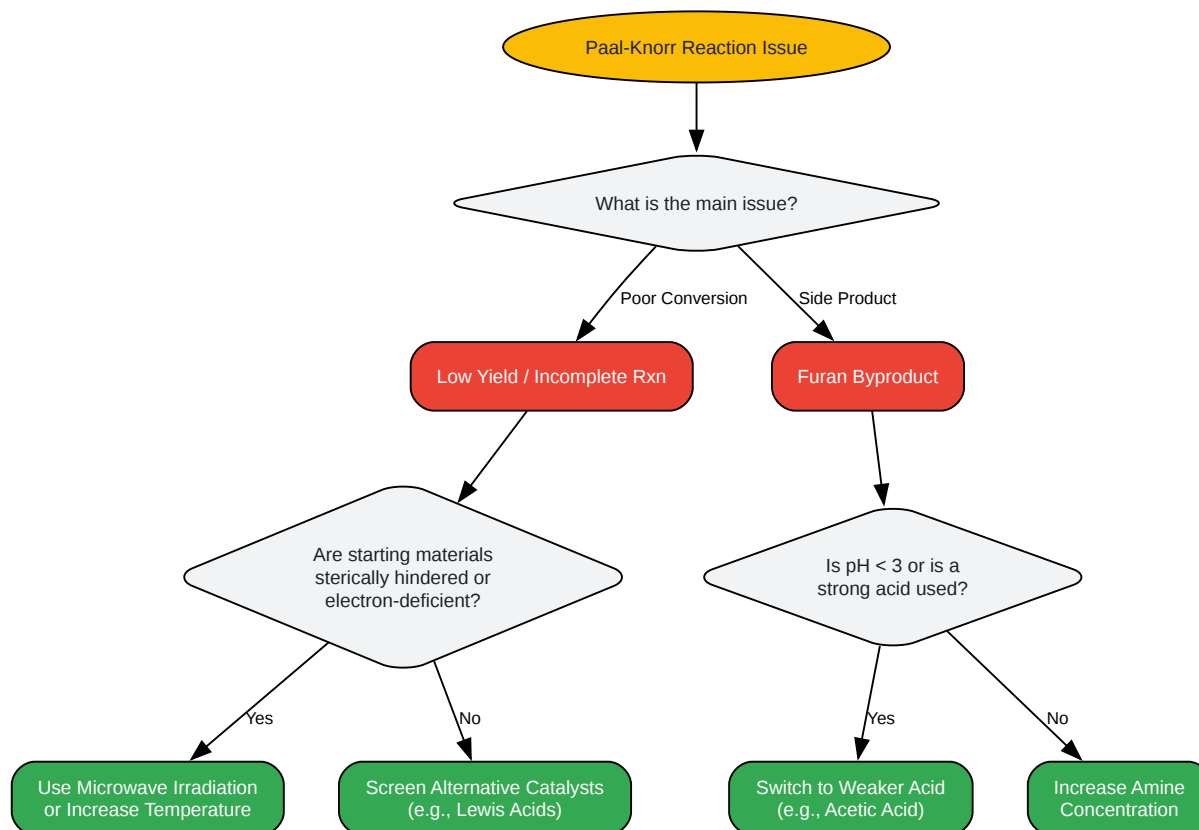 Paal-Knorr Reaction Issue
What is the main issue?
Poor Conversion
Side Product
Low Yield / Incomplete Rxn
Furan Byproduct
Are starting materials
sterically hindered or
electron-deficient?
Is pH < 3 or is a
strong acid used?
Yes
No
Yes
No
Use Microwave Irradiation
or Increase Temperature
Screen Alternative Catalysts
(e.g., Lewis Acids)
Switch to Weaker Acid
(e.g., Acetic Acid)
Increase Amine
Concentration